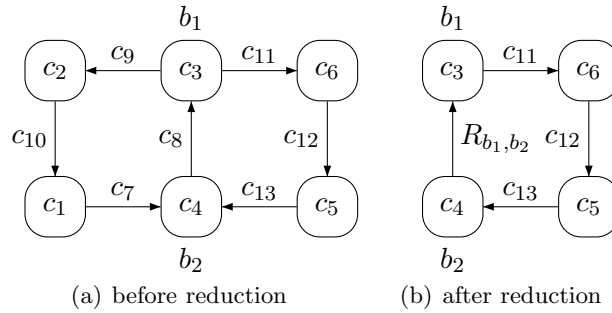 b₁ b₁
c₂ c₉ c₃ c₁₁ c₆ c₃ c₁₁ c₆
c₁₀ c₈ c₁₂ R_{b₁,b₂} c₁₂
c₁ c₇ c₄ c₁₃ c₅ c₄ c₁₃ c₅
b₂ b₂
(a) before reduction (b) after reduction